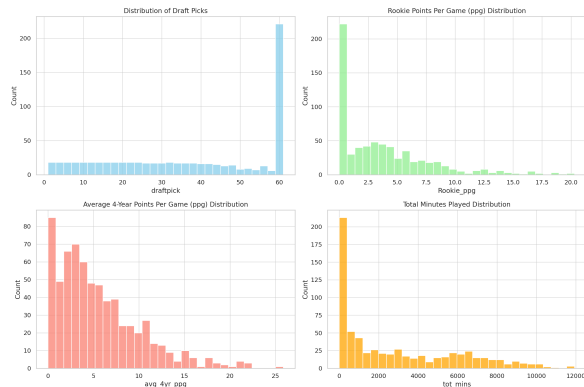 Distribution of Draft Picks
Count
200
150
100
50
0
0 10 20 30 40 50 60
draftpick
Rookie Points Per Game (ppg) Distribution
Count
200
150
100
50
0
0.0 2.5 5.0 7.5 10.0 12.5 15.0 17.5 20.0
Rookie_ppg
Average 4-Year Points Per Game (ppg) Distribution
Count
80
70
60
50
40
30
20
10
0
0 5 10 15 20 25
avg_4yr_ppg
Total Minutes Played Distribution
Count
200
175
150
125
100
75
50
25
0
0 2000 4000 6000 8000 10000 12000
tot_mins